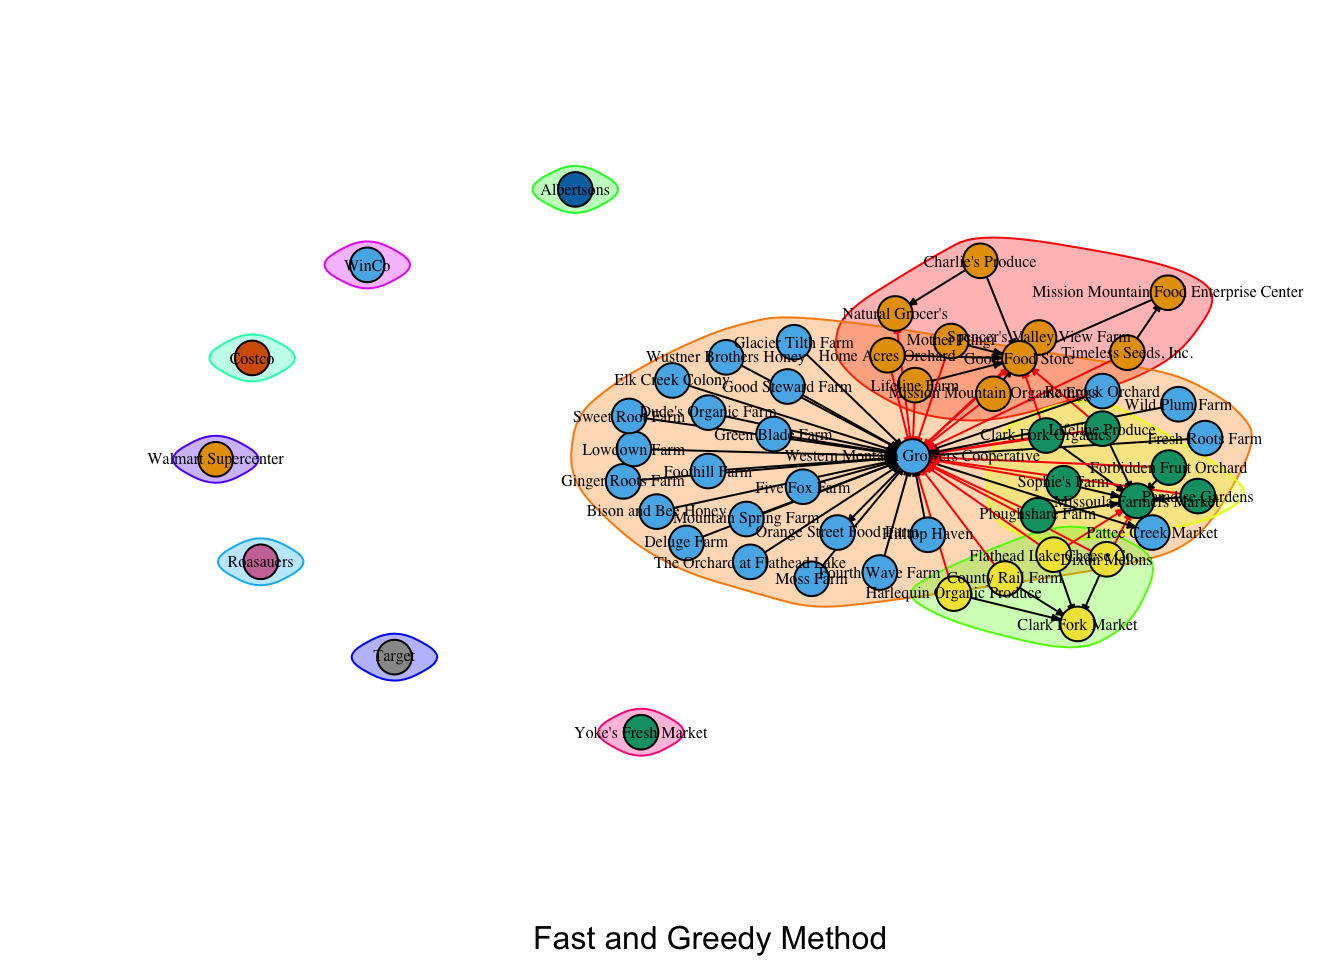 Albertsons
Charlie's Produce
WinCo
Mission Mountain Food Enterprise Center
Natural Grocer's
Spencer's Valley View Farm
Mother Fungi
Glacier Tilth Farm
Timeless Seeds, Inc.
Wustner Brothers Honey
Home Acres Orchard
Good Food Store
Costco
Elk Creek Colony
Good Steward Farm
Lifeline Farm
Mission Mountain Organic Eggs
Orchard
Wild Plum Farm
Dude's Organic Farm
Sweet Root Farm
Lifeline Produce
Green Blade Farm
Clark Fork Organics
Fresh Roots Farm
Lowdown Farm
Western Montana Growers Cooperative
Walmart Supercenter
Forbidden Fruit Orchard
Foothill Farm
Ginger Roots Farm
Sophie's Farm
Five Fox Farm
Paradise Gardens
Missoula Farmers Market
Bison and Bee Honey
Ploughshare Farm
Mountain Spring Farm
Orange Street Food Farm
Hilltop Haven
Pattee Creek Market
Deluge Farm
Flathead Lake Cheese Co.
Dixon Melons
Roasauers
The Orchard at Flathead Lake
Fourth Wave Farm
Moss Farm
County Rail Farm
Harlequin Organic Produce
Clark Fork Market
Target
Yoke's Fresh Market
Fast and Greedy Method